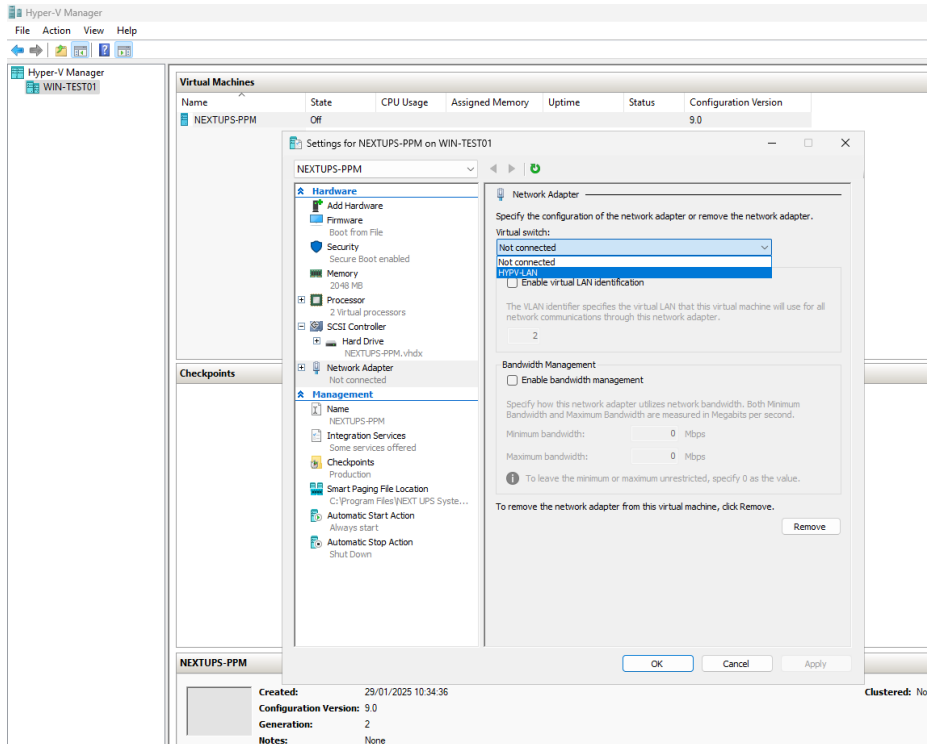 Hyper-V Manager
File Action View Help
Hyper-V Manager
WIN-TEST01
Virtual Machines
Name State CPU Usage Assigned Memory Uptime Status Configuration Version
NEXTUPS-PPM Off 9.0
Settings for NEXTUPS-PPM on WIN-TEST01
NEXTUPS-PPM
Hardware
Add Hardware
Firmware
Boot from File
Security
Secure Boot enabled
Memory
2048 MB
Processor
2 Virtual processors
SCSI Controller
Hard Drive
NEXTUPS-PPM.vhdx
Network Adapter
Not connected
Management
Name
NEXTUPS-PPM
Integration Services
Some services offered
Checkpoints
Production
Smart Paging File Location
C:\Program Files\NEXT UPS Syste...
Automatic Start Action
Always start
Automatic Stop Action
Shut Down
Network Adapter
Specify the configuration of the network adapter or remove the network adapter.
Virtual switch:
Not connected
Not connected
HYPV-LAN
Enable virtual LAN identification
The VLAN identifier specifies the virtual LAN that this virtual machine will use for all
network communications through this network adapter.
2
Bandwidth Management
Enable bandwidth management
Specify how this network adapter utilizes network bandwidth. Both Minimum
Bandwidth and Maximum Bandwidth are measured in Megabits per second.
Minimum bandwidth: 0 Mbps
Maximum bandwidth: 0 Mbps
To leave the minimum or maximum unrestricted, specify 0 as the value.
To remove the network adapter from this virtual machine, click Remove.
Remove
OK Cancel Apply
Checkpoints
NEXTUPS-PPM
Created: 29/01/2025 10:34:36 Clustered: No
Configuration Version: 9.0
Generation: 2
Notes: None